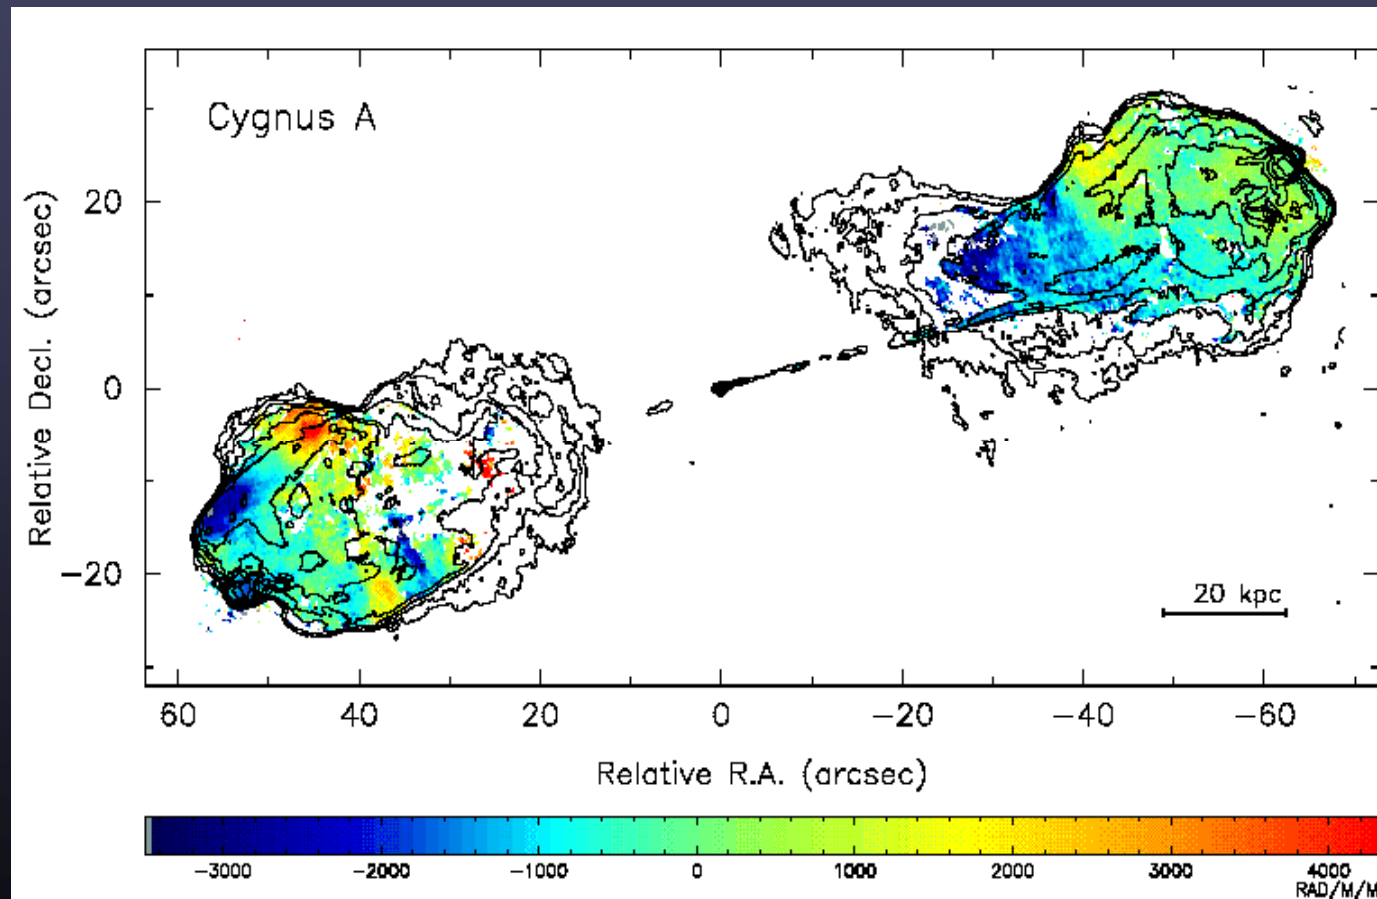 Cygnus A
20
0
−20
Relative Decl. (arcsec)
20 kpc
60 40 20 0 −20 −40 −60
Relative R.A. (arcsec)
−3000 −2000 −1000 0 1000 2000 3000 4000
RAD/M/M